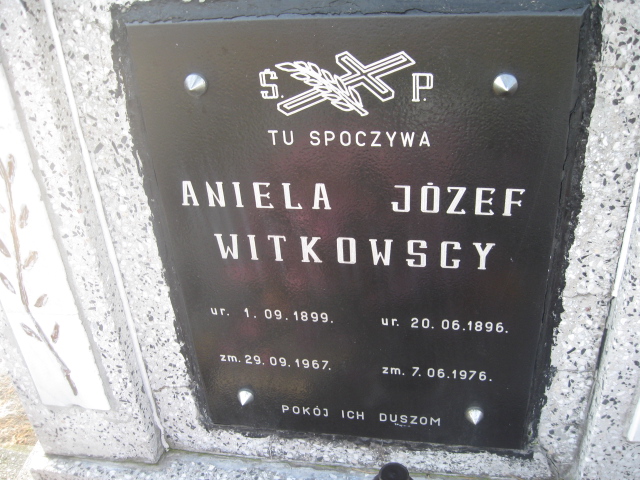 Ś. P.
TU SPOCZYWA
ANIELA JÓZEF
WITKOWSCY
ur. 1.09.1899. ur. 20.06.1896.
zm. 29.09.1967. zm. 7.06.1976.
POKÓJ ICH DUSZOM